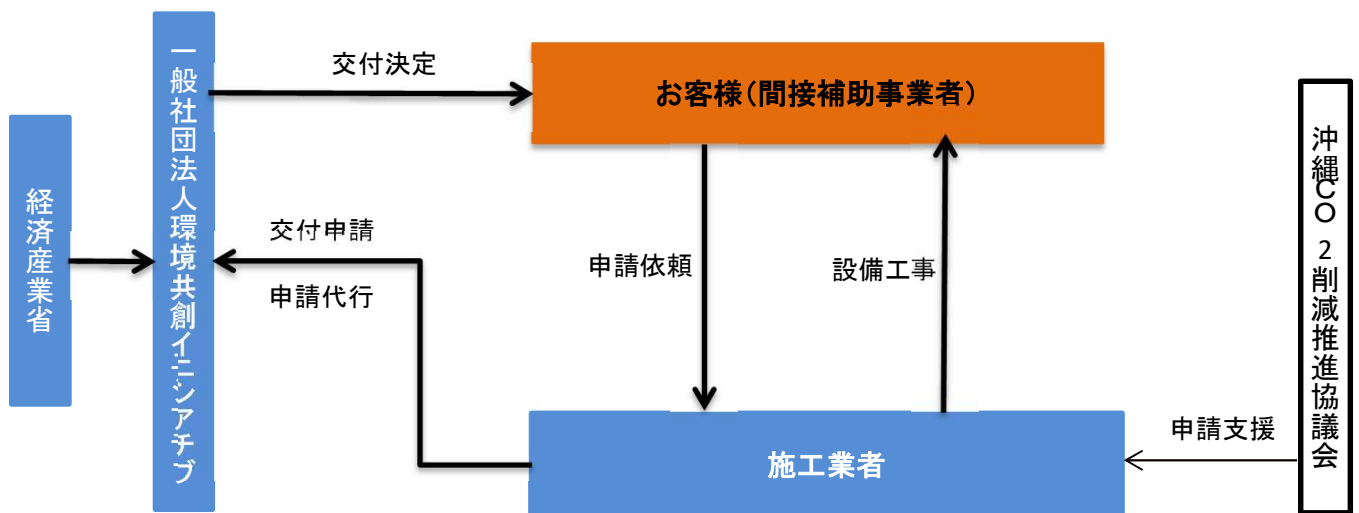 経済産業省
一般社団法人環境共創イニシアチブ
交付決定
交付申請
申請代行
お客様(間接補助事業者)
申請依頼
設備工事
施工業者
申請支援
沖縄CO2削減推進協議会